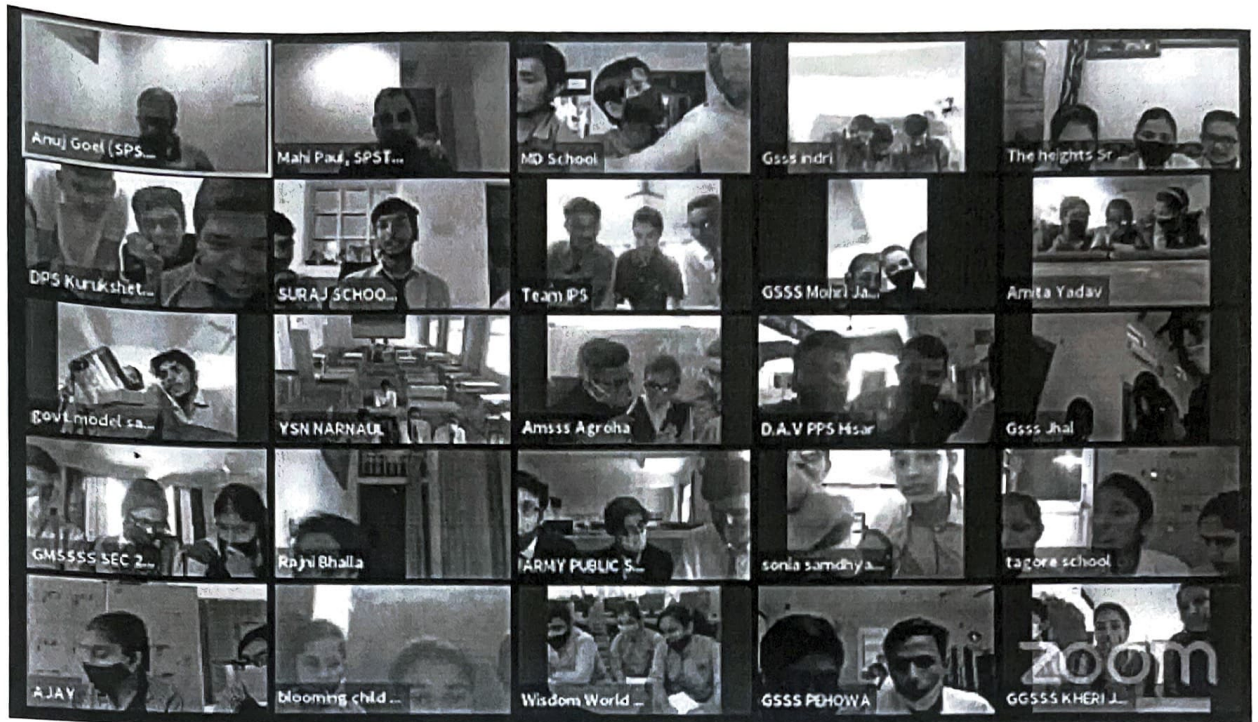 Anuj Goel (SPS...
Mahi Paul, SPST...
MD School
Gsss indri
The heights Sr
DPS Kurukshet...
SURAJ SCHOO...
Team IPS
GSSS Mohri Ja...
Amita Yadav
govt model sa...
YSN NARNAUL
Amsss Agroha
D.A.V PPS Hisar
Gsss Jhal
GMSSSS SEC 2...
Rajni Bhalla
ARMY PUBLIC S...
sonia samdhya...
tagore school
AJAY
blooming child ...
Wisdom World ...
GSSS PEHOWA
GGSSS KHERI J...
zoom